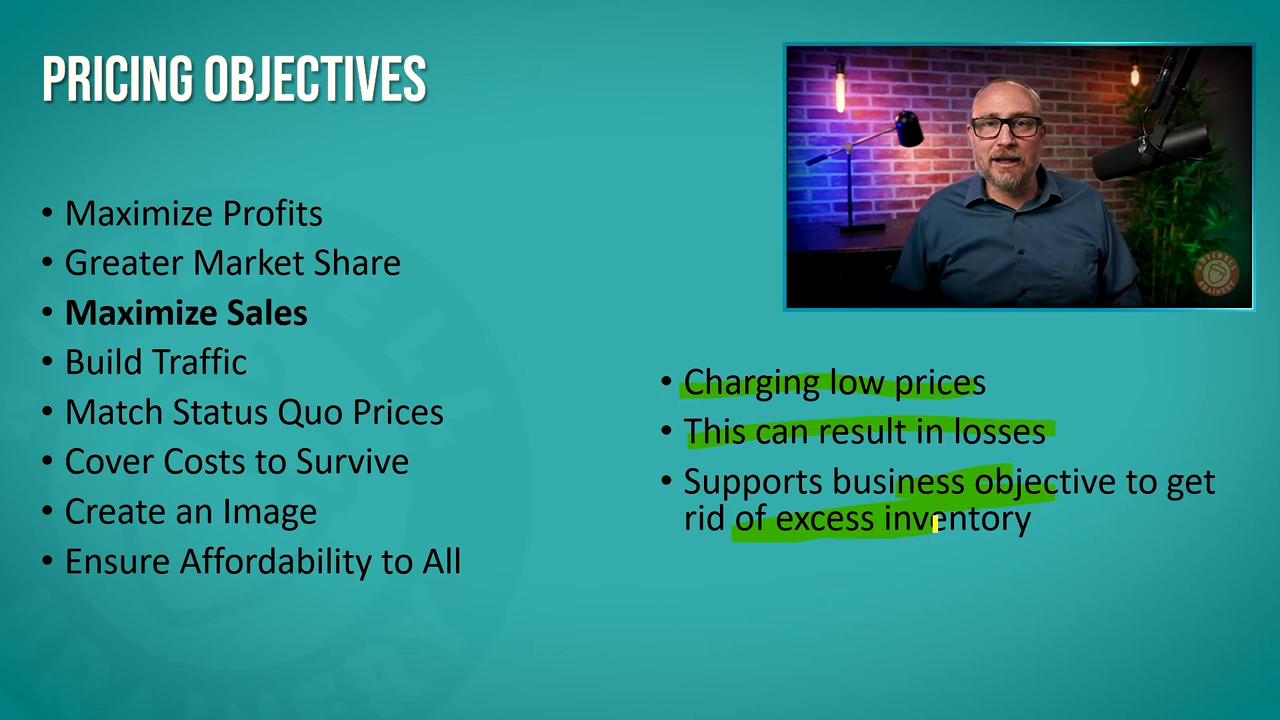 PRICING OBJECTIVES
• Maximize Profits
• Greater Market Share
• Maximize Sales
• Build Traffic
• Match Status Quo Prices
• Cover Costs to Survive
• Create an Image
• Ensure Affordability to All
• Charging low prices
• This can result in losses
• Supports business objective to get
rid of excess inventory
NUTSHELL
BRAINERY